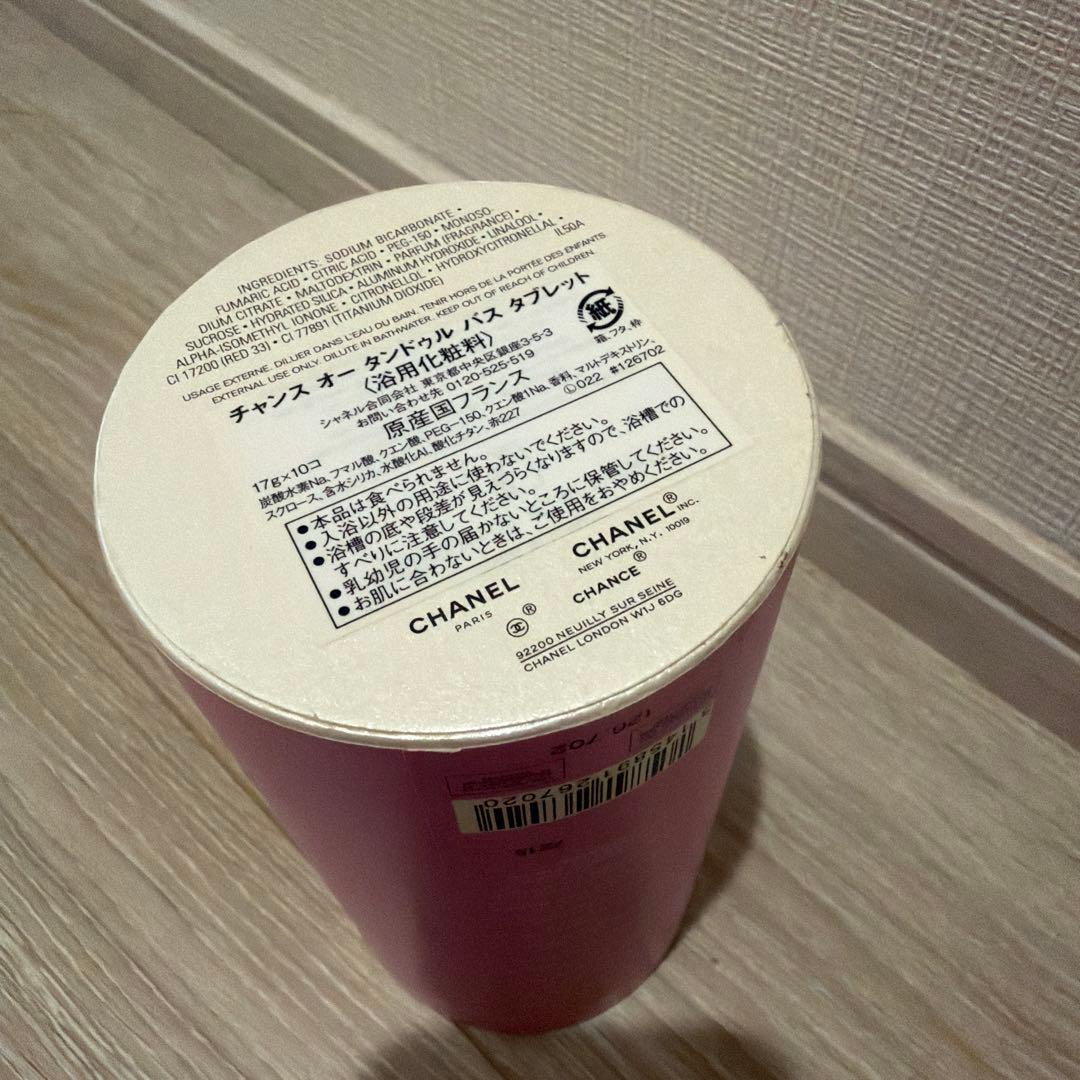 INGREDIENTS: SODIUM BICARBONATE •
FUMARIC ACID • CITRIC ACID • PEG-150 • MONOSO-
DIUM CITRATE • MALTODEXTRIN • PARFUM (FRAGRANCE) •
SUCROSE • HYDRATED SILICA • ALUMINUM HYDROXIDE • LINALOOL •
ALPHA-ISOMETHYL IONONE • CITRONELLOL • HYDROXYCITRONELLAL •
CI 17200 (RED 33) • CI 77891 (TITANIUM DIOXIDE) IL50A
USAGE EXTERNE. DILUER DANS L'EAU DU BAIN. TENIR HORS DE LA PORTÉE DES ENFANTS
EXTERNAL USE ONLY. DILUTE IN BATHWATER. KEEP OUT OF REACH OF CHILDREN.
チャンス オー タンドゥル バス タブレット
〈浴用化粧料〉
紙
箱,フタ,枠
シャネル合同会社 東京都中央区銀座3-5-3
お問い合わせ先 0120-525-519
原産国フランス
Ⓒ022 #126702
17g×10コ
炭酸水素Na、フマル酸、クエン酸、PEG-150、クエン酸1Na、香料、マルトデキストリン、
スクロース、含水シリカ、水酸化Al、酸化チタン、赤227
●本品は食べられません。
●入浴以外の用途に使わないでください。
●浴槽の底や段差が見えづらくなりますので、浴槽での
すべりに注意してください。
●乳幼児の手の届かないところに保管してください。
●お肌に合わないときは、ご使用をおやめください。
CHANEL
PARIS
®
CHANEL® INC.
NEW YORK, N.Y. 10019
CHANCE®
92200 NEUILLY SUR SEINE
CHANEL LONDON W1J 6DG
126.702
3 145891 267020